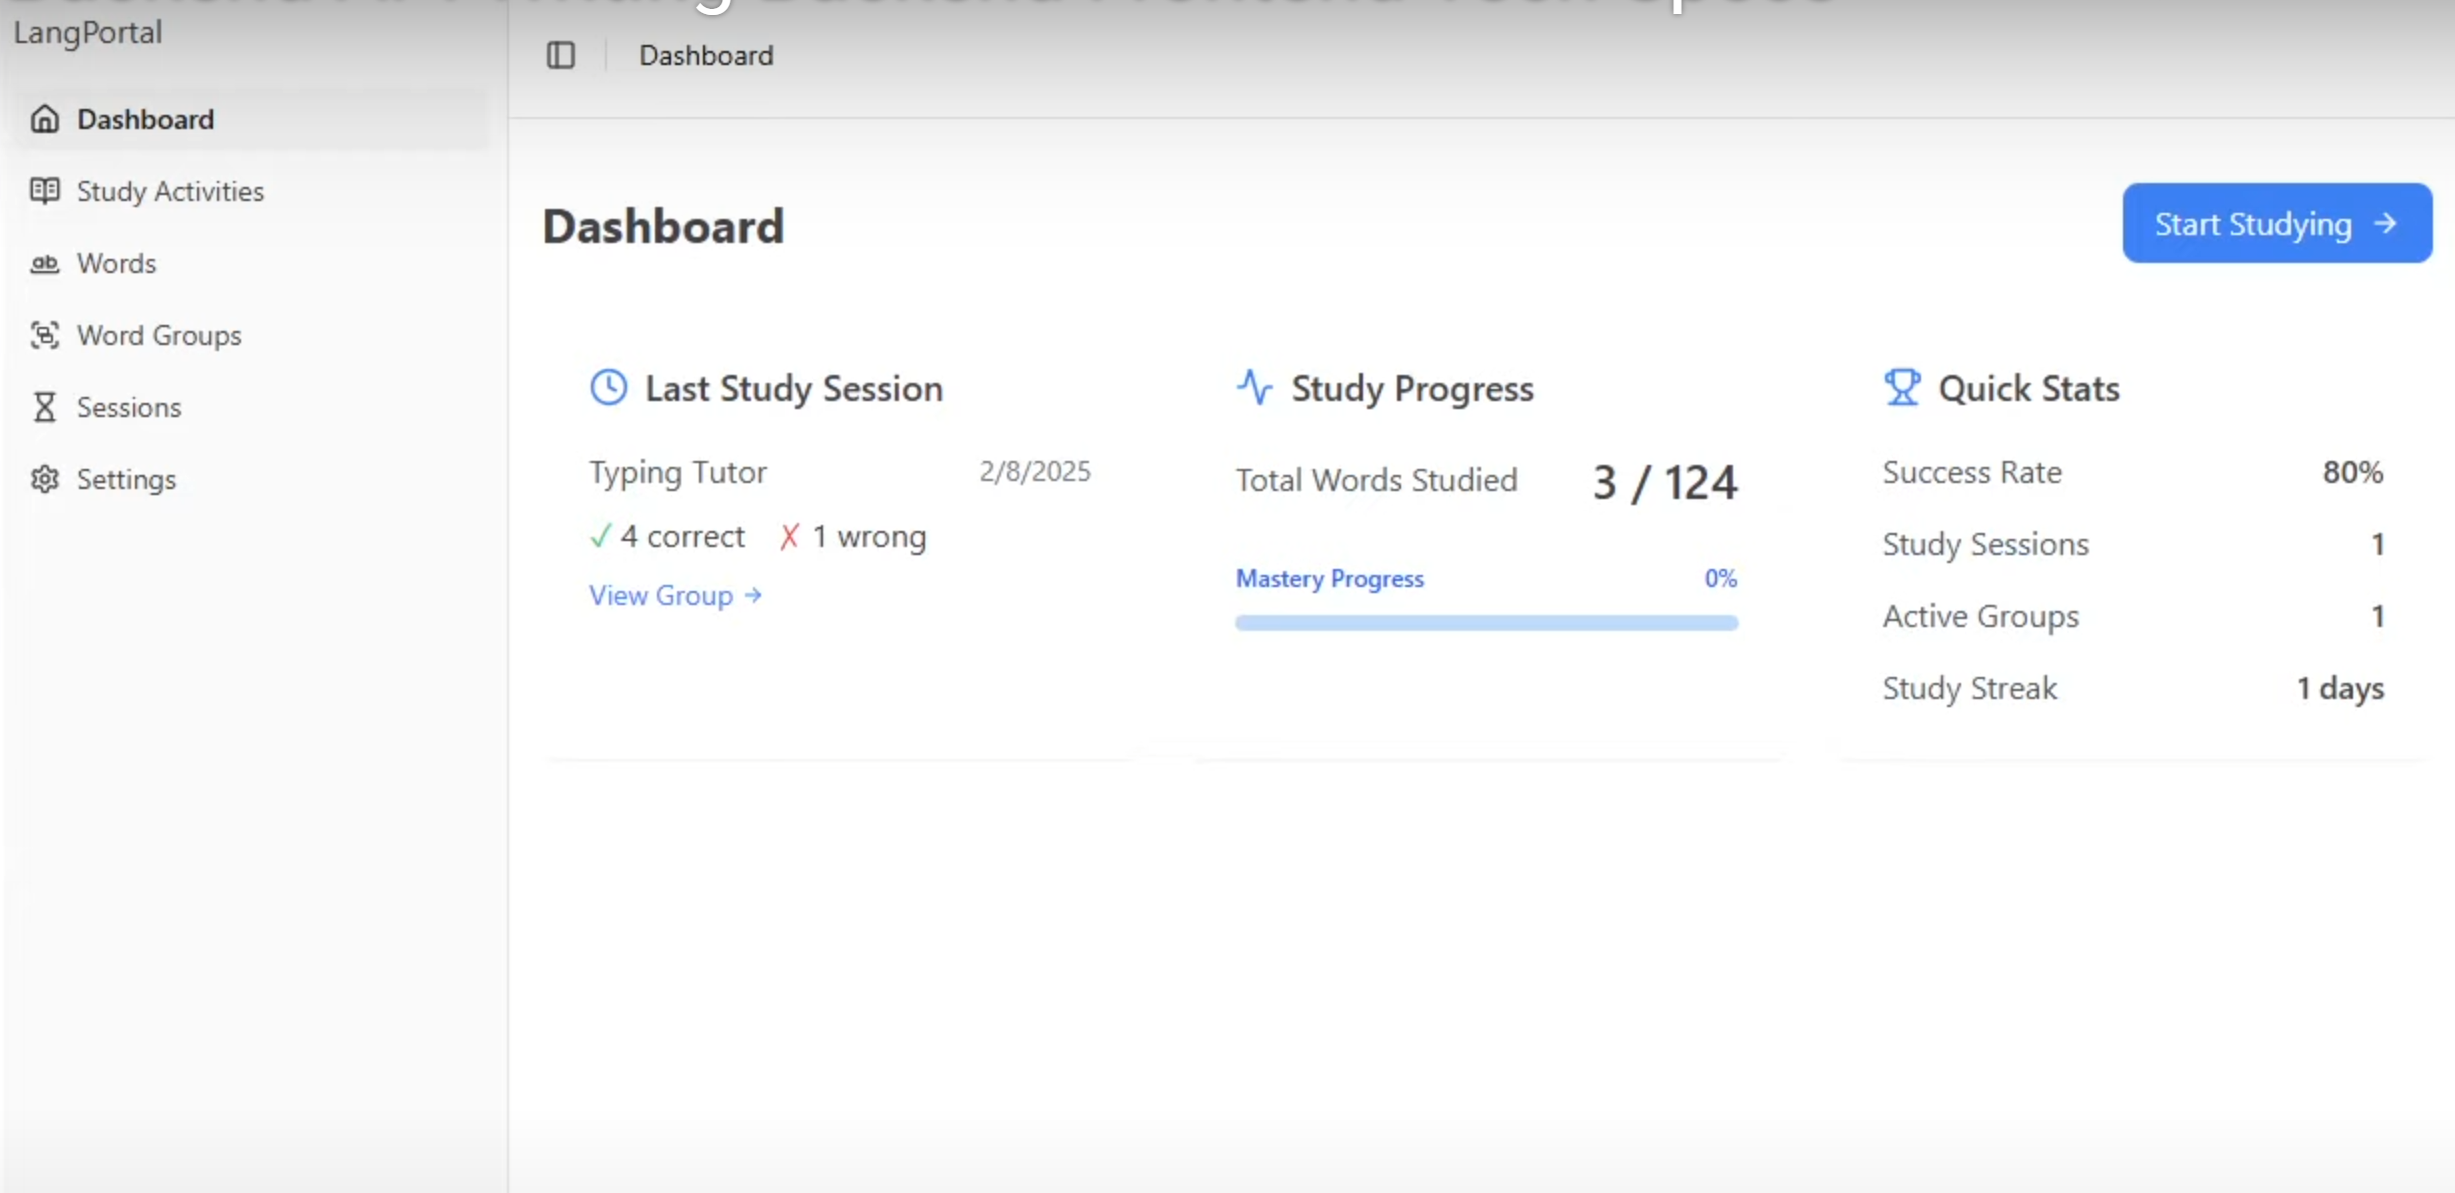 LangPortal
Dashboard
Study Activities
Words
Word Groups
Sessions
Settings
Dashboard
Dashboard
Start Studying →
Last Study Session
Typing Tutor 2/8/2025
✓ 4 correct ✗ 1 wrong
View Group →
Study Progress
Total Words Studied 3 / 124
Mastery Progress 0%
Quick Stats
Success Rate 80%
Study Sessions 1
Active Groups 1
Study Streak 1 days